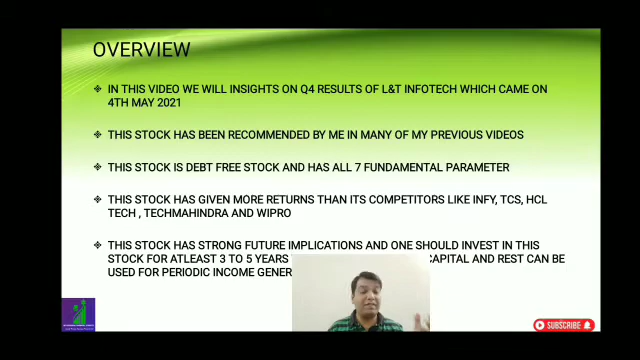 OVERVIEW
IN THIS VIDEO WE WILL INSIGHTS ON Q4 RESULTS OF L&T INFOTECH WHICH CAME ON
4TH MAY 2021
THIS STOCK HAS BEEN RECOMMENDED BY ME IN MANY OF MY PREVIOUS VIDEOS
THIS STOCK IS DEBT FREE STOCK AND HAS ALL 7 FUNDAMENTAL PARAMETER
THIS STOCK HAS GIVEN MORE RETURNS THAN ITS COMPETITORS LIKE INFY, TCS, HCL
TECH , TECHMAHINDRA AND WIPRO
THIS STOCK HAS STRONG FUTURE IMPLICATIONS AND ONE SHOULD INVEST IN THIS
STOCK FOR ATLEAST 3 TO 5 YEARS CAPITAL AND REST CAN BE
USED FOR PERIODIC INCOME GENER
SUBSCRIBE